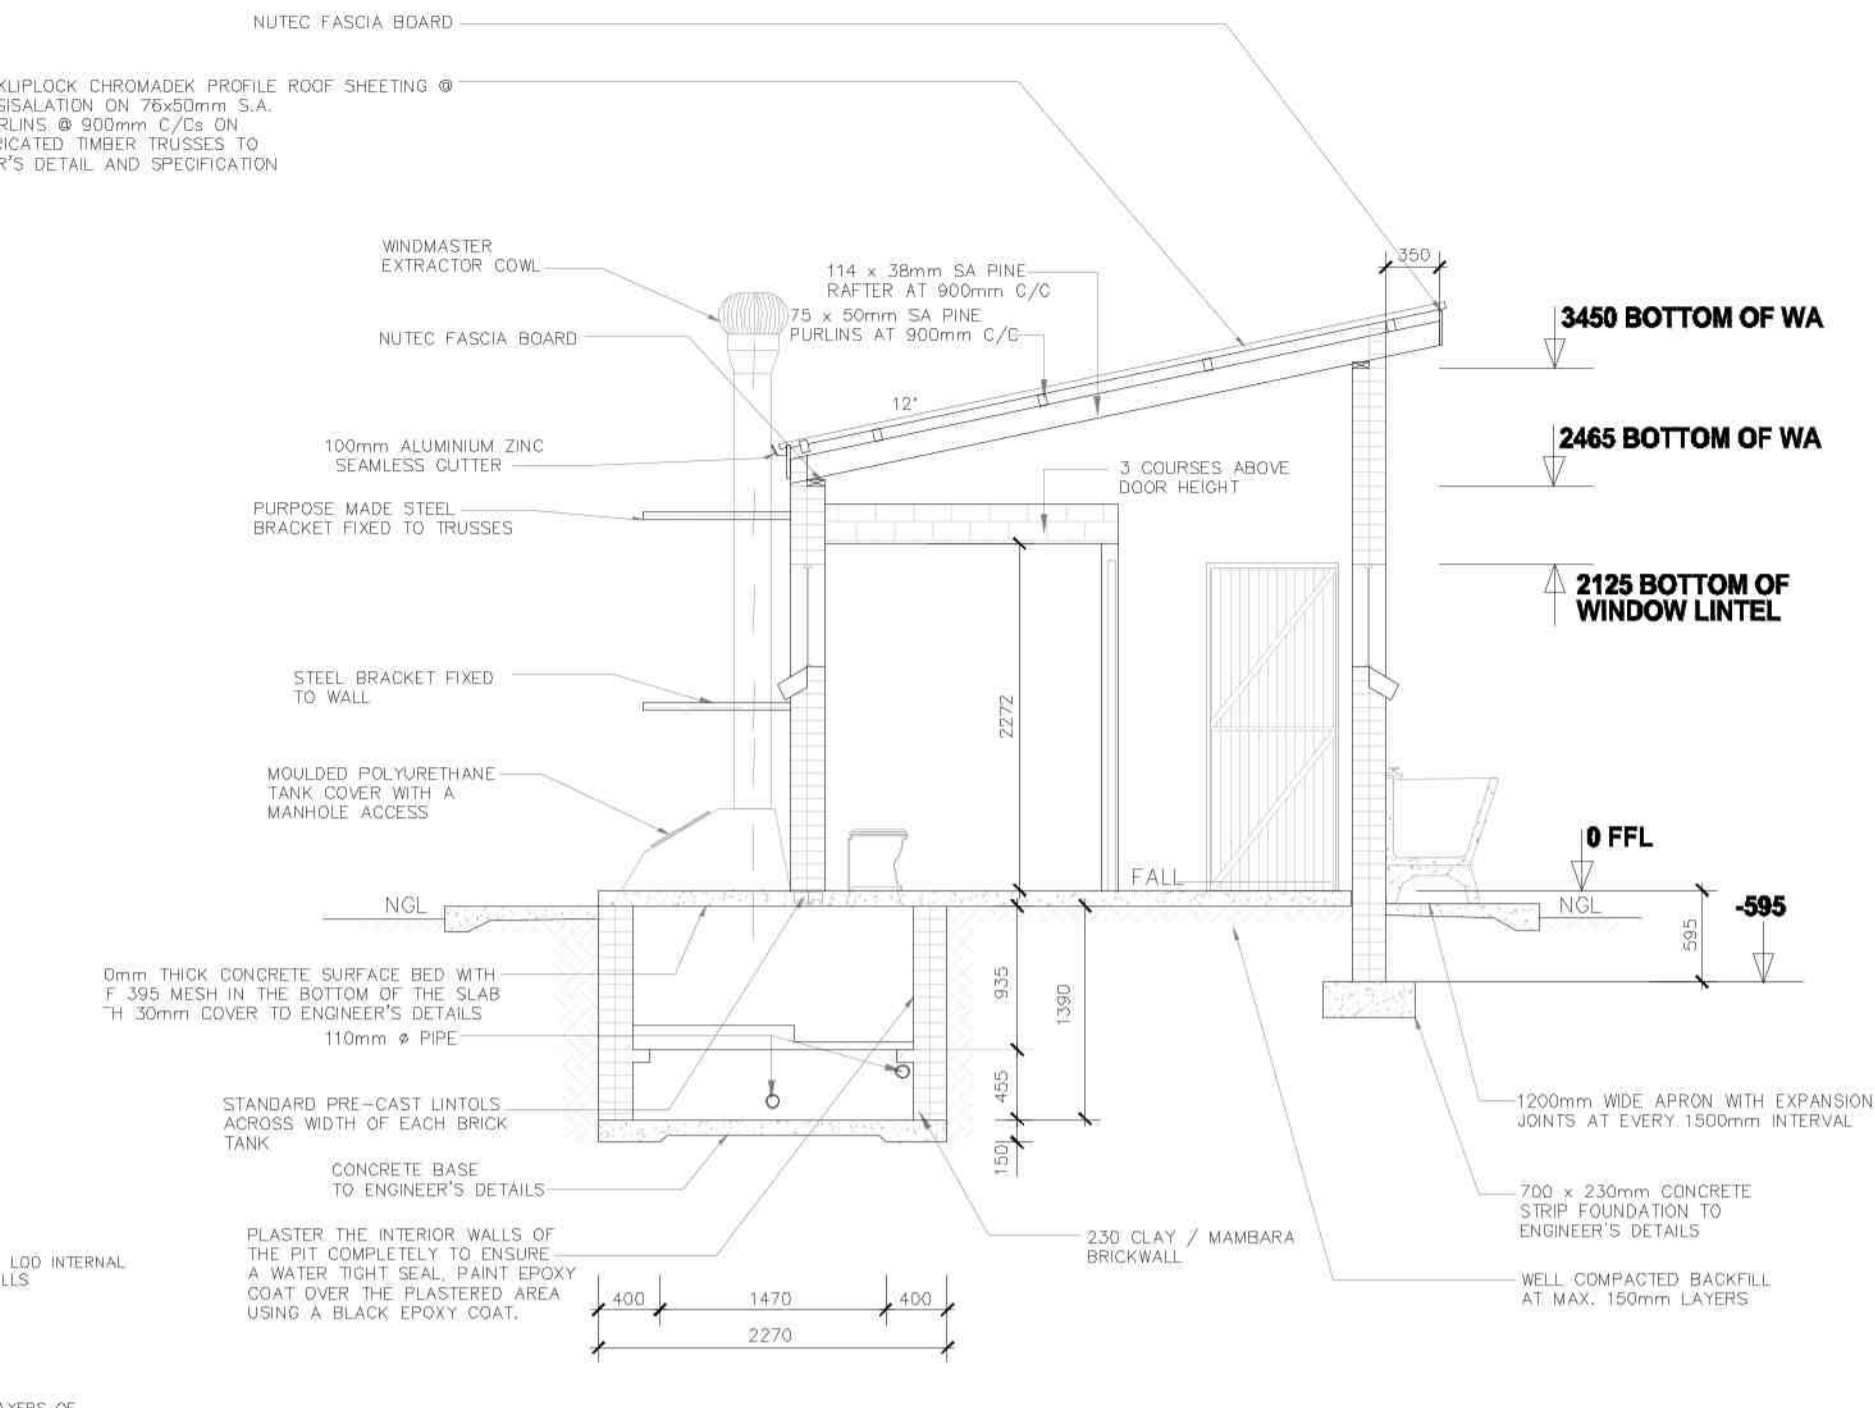 NUTEC FASCIA BOARD
KLIPLOCK CHROMADEK PROFILE ROOF SHEETING @
SISALATION ON 76x50mm S.A.
RLINS @ 900mm C/Cs ON
RICATED TIMBER TRUSSES TO
R'S DETAIL AND SPECIFICATION
WINDMASTER
EXTRACTOR COWL
114 x 38mm SA PINE
RAFTER AT 900mm C/C
75 x 50mm SA PINE
PURLINS AT 900mm C/C
350
3450 BOTTOM OF WA
NUTEC FASCIA BOARD
12°
100mm ALUMINIUM ZINC
SEAMLESS GUTTER
2465 BOTTOM OF WA
3 COURSES ABOVE
DOOR HEIGHT
PURPOSE MADE STEEL
BRACKET FIXED TO TRUSSES
2125 BOTTOM OF
WINDOW LINTEL
STEEL BRACKET FIXED
TO WALL
2272
MOULDED POLYURETHANE
TANK COVER WITH A
MANHOLE ACCESS
0 FFL
FALL
NGL
NGL
-595
595
0mm THICK CONCRETE SURFACE BED WITH
F 395 MESH IN THE BOTTOM OF THE SLAB
TH 30mm COVER TO ENGINEER'S DETAILS
935
1390
110mm ø PIPE
455
STANDARD PRE-CAST LINTOLS
ACROSS WIDTH OF EACH BRICK
TANK
1200mm WIDE APRON WITH EXPANSION
JOINTS AT EVERY 1500mm INTERVAL
150
CONCRETE BASE
TO ENGINEER'S DETAILS
700 x 230mm CONCRETE
STRIP FOUNDATION TO
ENGINEER'S DETAILS
PLASTER THE INTERIOR WALLS OF
THE PIT COMPLETELY TO ENSURE
A WATER TIGHT SEAL, PAINT EPOXY
COAT OVER THE PLASTERED AREA
USING A BLACK EPOXY COAT.
230 CLAY / MAMBARA
BRICKWALL
LOD INTERNAL
LLS
WELL COMPACTED BACKFILL
AT MAX. 150mm LAYERS
400
1470
400
2270